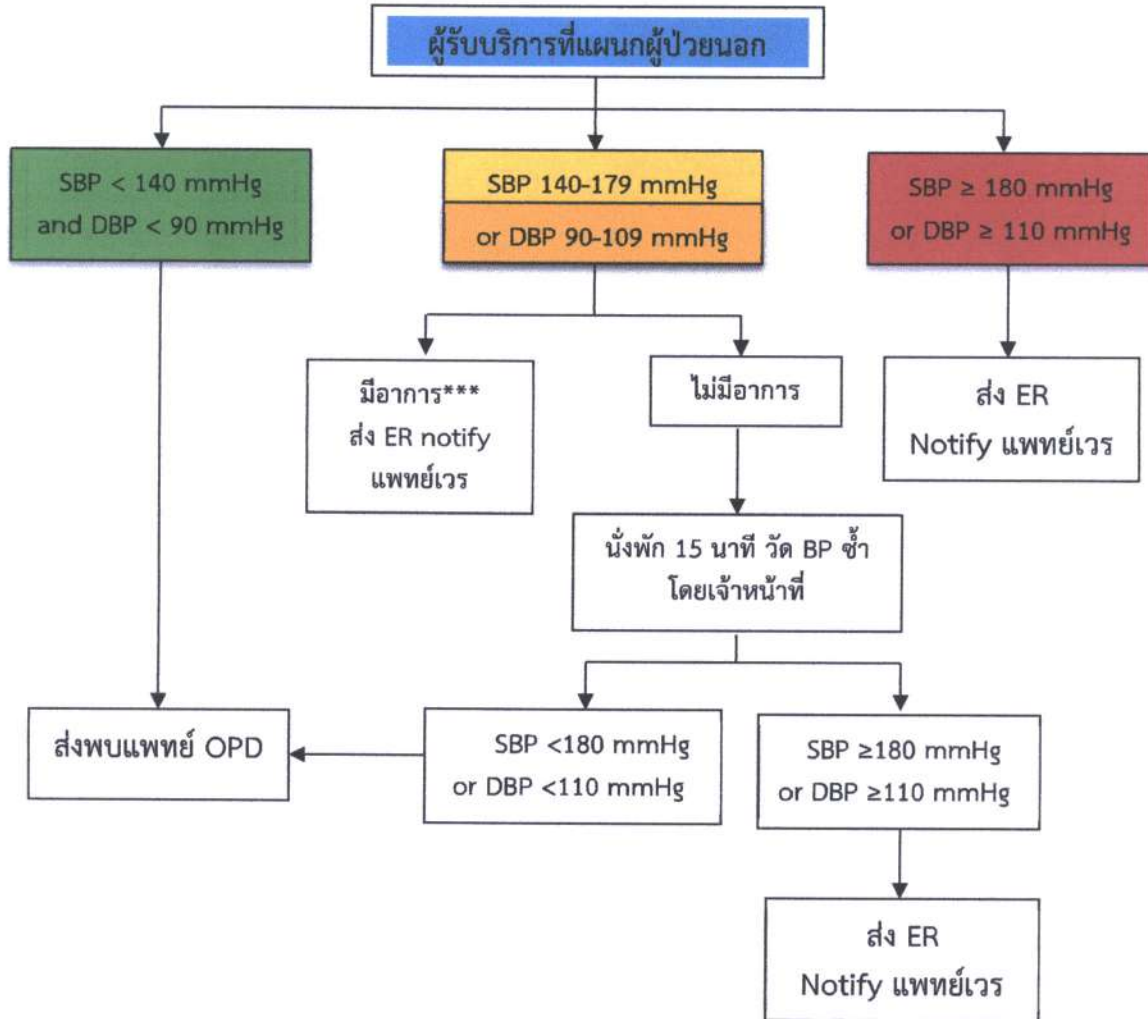 ผู้รับบริการที่แผนกผู้ป่วยนอก
SBP < 140 mmHg
and DBP < 90 mmHg
SBP 140-179 mmHg
or DBP 90-109 mmHg
SBP ≥ 180 mmHg
or DBP ≥ 110 mmHg
มีอาการ***
ส่ง ER notify
แพทย์เวร
ไม่มีอาการ
ส่ง ER
Notify แพทย์เวร
นั่งพัก 15 นาที วัด BP ซ้ำ
โดยเจ้าหน้าที่
ส่งพบแพทย์ OPD
SBP <180 mmHg
or DBP <110 mmHg
SBP ≥180 mmHg
or DBP ≥110 mmHg
ส่ง ER
Notify แพทย์เวร